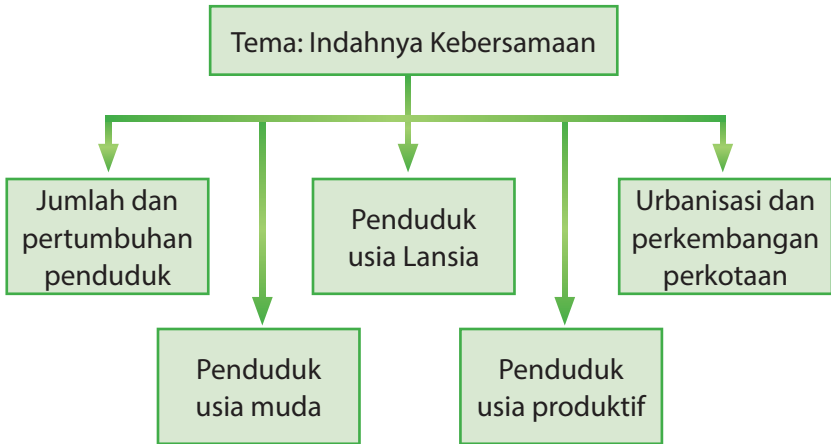 Tema: Indahnya Kebersamaan
Jumlah dan
pertumbuhan
penduduk
Penduduk
usia Lansia
Urbanisasi dan
perkembangan
perkotaan
Penduduk
usia muda
Penduduk
usia produktif